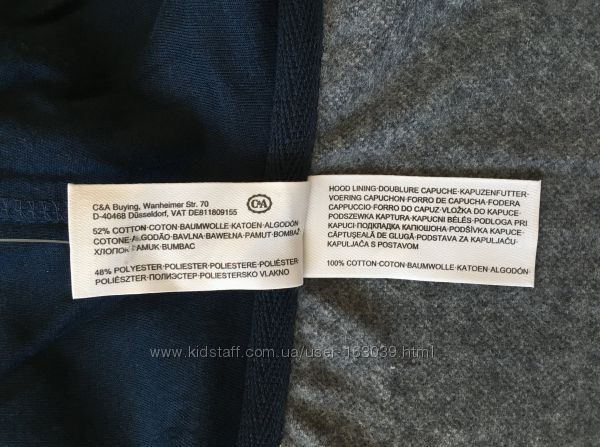 C&A Buying, Wanheimer Str. 70
D-40468 Düsseldorf, VAT DE811809155
C&A
52% COTTON·COTON·BAUMWOLLE·KATOEN·ALGODÓN
COTONE·ALGODÃO·BAVLNA·BAWEŁNA·PAMUT·BOMBAŽ
ХЛОПОК·PAMUK·BUMBAC
48% POLYESTER·POLIESTER·POLIESTERE·POLIÉSTER·
POLIÉSZTER·ПОЛИЭСТЕР·POLIESTERSKO VLAKNO
HOOD LINING·DOUBLURE CAPUCHE·KAPUZENFUTTER·
VOERING CAPUCHON·FORRO DE CAPUCHA·FODERA
CAPPUCCIO·FORRO DO CAPUZ·VLOŽKA DO KAPUCE·
PODSZEWKA KAPTURA·KAPUCNI BÉLÉS·PODLOGA PRI
KAPUCI·ПОДКЛАДКА КАПЮШОНА·PODŠÍVKA KAPUCE·
CĂPTUŞEALĂ DE GLUGĂ·POSTAVA ZA KAPULJAČU·
KAPULJAČA S POSTAVOM
100% COTTON·COTON·BAUMWOLLE·KATOEN·ALGODÓN·
www.kidstaff.com.ua/user-163039.html